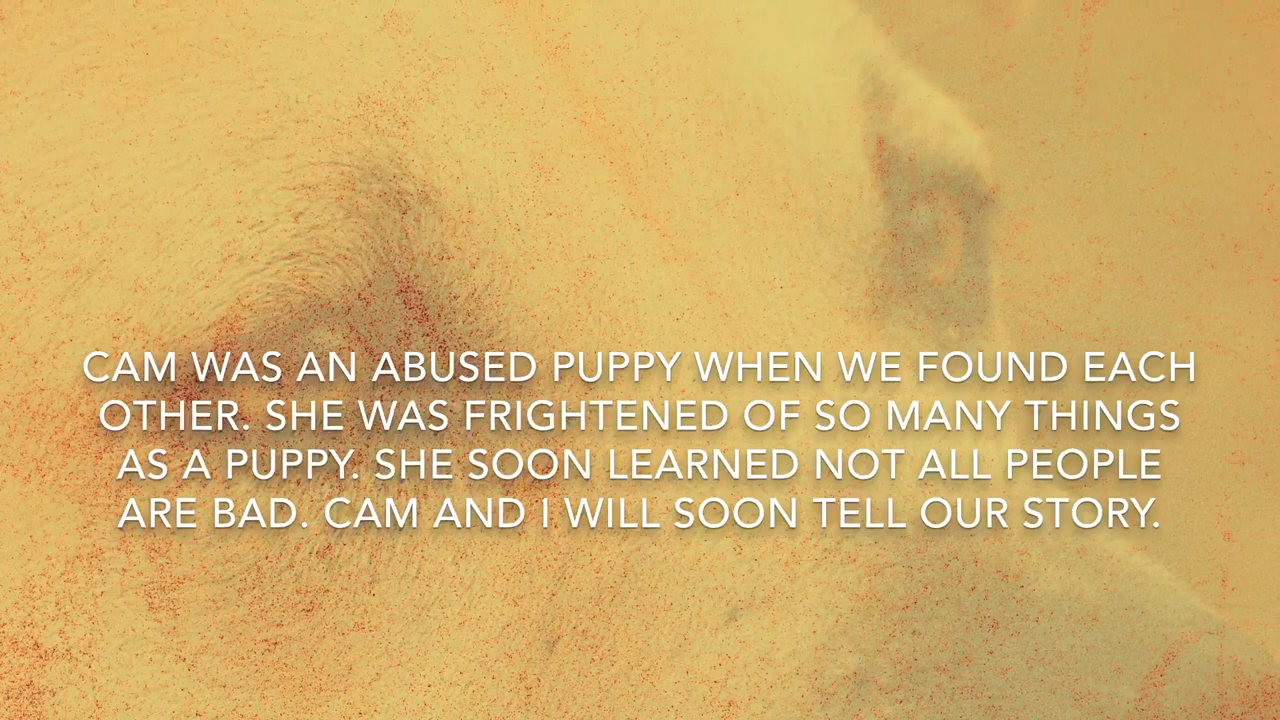 CAM WAS AN ABUSED PUPPY WHEN WE FOUND EACH
OTHER. SHE WAS FRIGHTENED OF SO MANY THINGS
AS A PUPPY. SHE SOON LEARNED NOT ALL PEOPLE
ARE BAD. CAM AND I WILL SOON TELL OUR STORY.